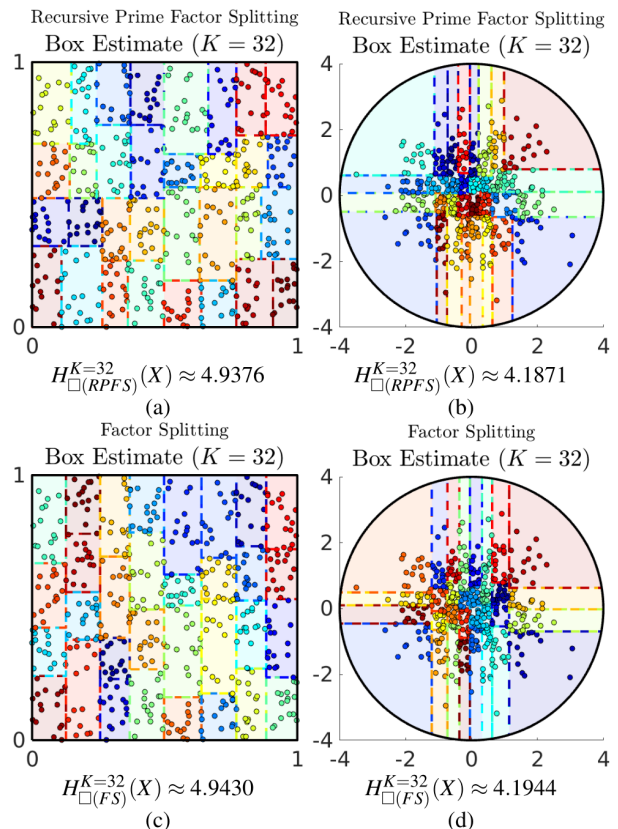 Recursive Prime Factor Splitting
Box Estimate (K = 32)
1
0
0
1
H^{K=32}_{□(RPFS)}(X) ≈ 4.9376
(a)
Recursive Prime Factor Splitting
Box Estimate (K = 32)
4
2
0
-2
-4
-4
-2
0
2
4
H^{K=32}_{□(RPFS)}(X) ≈ 4.1871
(b)
Factor Splitting
Box Estimate (K = 32)
1
0
0
1
H^{K=32}_{□(FS)}(X) ≈ 4.9430
(c)
Factor Splitting
Box Estimate (K = 32)
4
2
0
-2
-4
-4
-2
0
2
4
H^{K=32}_{□(FS)}(X) ≈ 4.1944
(d)